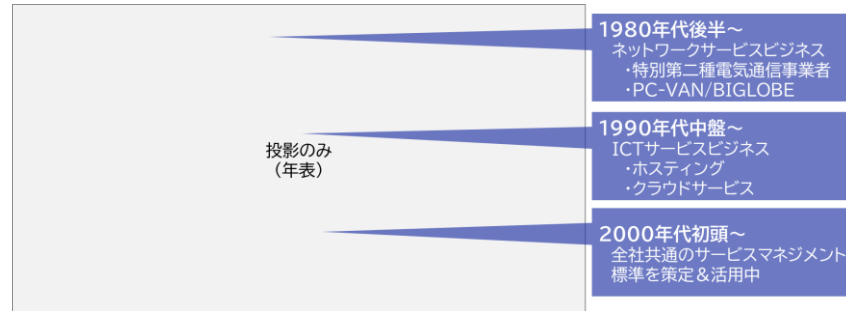 投影のみ
（年表）
1980年代後半～
ネットワークサービスビジネス
・特別第二種電気通信事業者
・PC-VAN/BIGLOBE
1990年代中盤～
ICTサービスビジネス
・ホスティング
・クラウドサービス
2000年代初頭～
全社共通のサービスマネジメント
標準を策定＆活用中